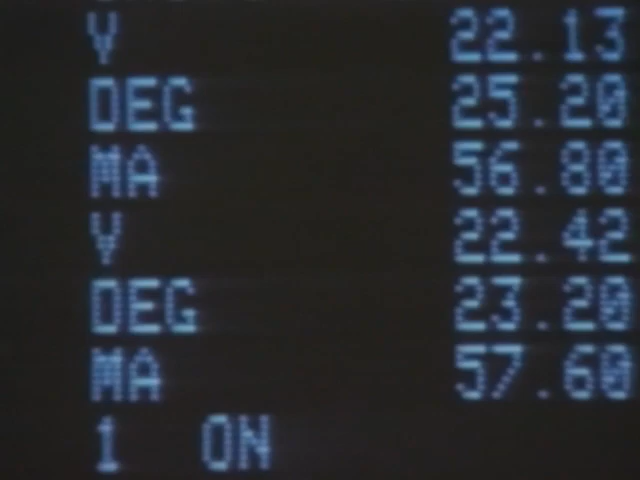 V 22.13
DEG 25.20
MA 56.80
V 22.42
DEG 23.20
MA 57.60
1 ON